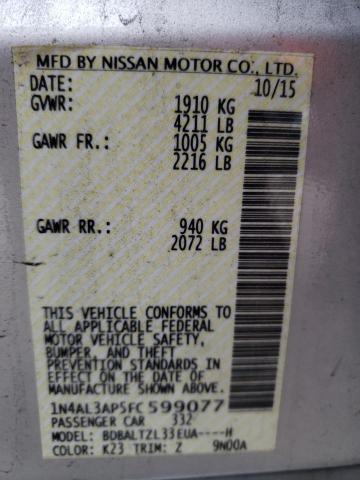 MFD BY NISSAN MOTOR CO., LTD.
DATE: 10/15
GVWR: 1910 KG
4211 LB
GAWR FR.: 1005 KG
2216 LB
GAWR RR.: 940 KG
2072 LB
THIS VEHICLE CONFORMS TO
ALL APPLICABLE FEDERAL
MOTOR VEHICLE SAFETY,
BUMPER, AND THEFT
PREVENTION STANDARDS IN
EFFECT ON THE DATE OF
MANUFACTURE SHOWN ABOVE.
1N4AL3AP5FC599077
PASSENGER CAR 332
MODEL: BDBALTZL33EUA----H
COLOR: K23 TRIM: Z 9N00A